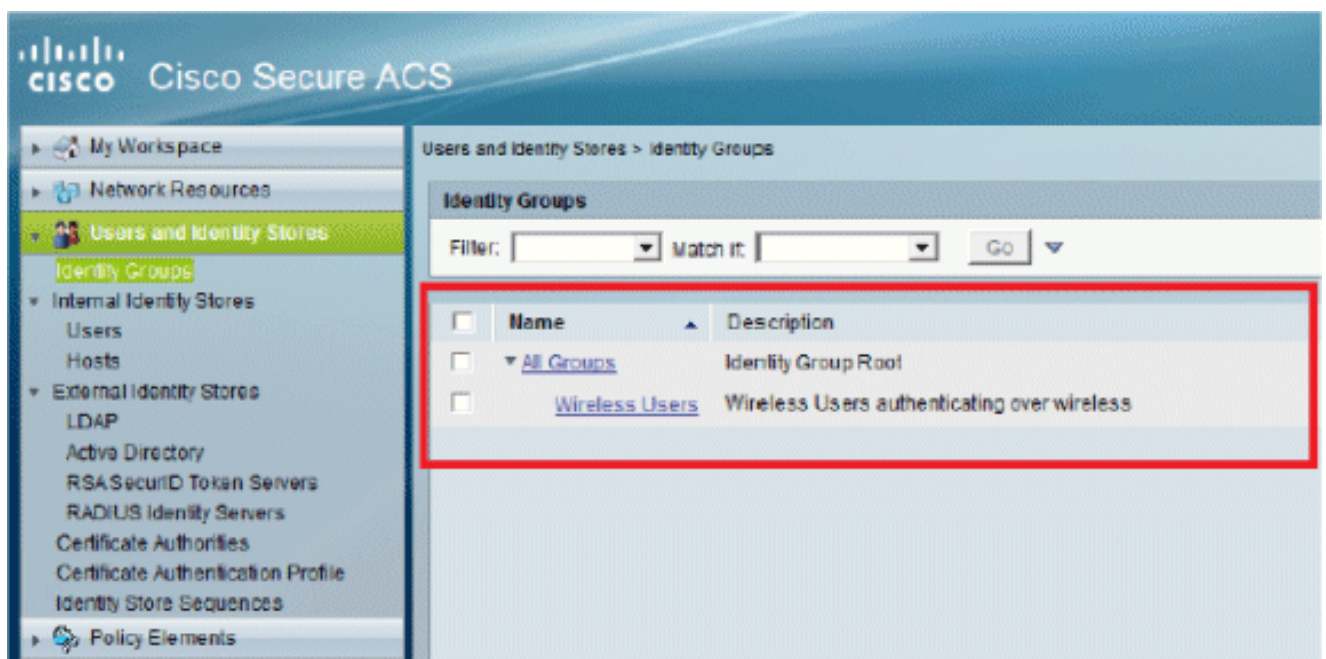 CISCO Cisco Secure ACS
My Workspace
Network Resources
Users and Identity Stores
Identity Groups
Internal Identity Stores
Users
Hosts
External Identity Stores
LDAP
Active Directory
RSA SecurID Token Servers
RADIUS Identity Servers
Certificate Authorities
Certificate Authentication Profile
Identity Store Sequences
Policy Elements
Users and Identity Stores > Identity Groups
Identity Groups
Filter: Match if: Go
Name Description
All Groups Identity Group Root
Wireless Users Wireless Users authenticating over wireless